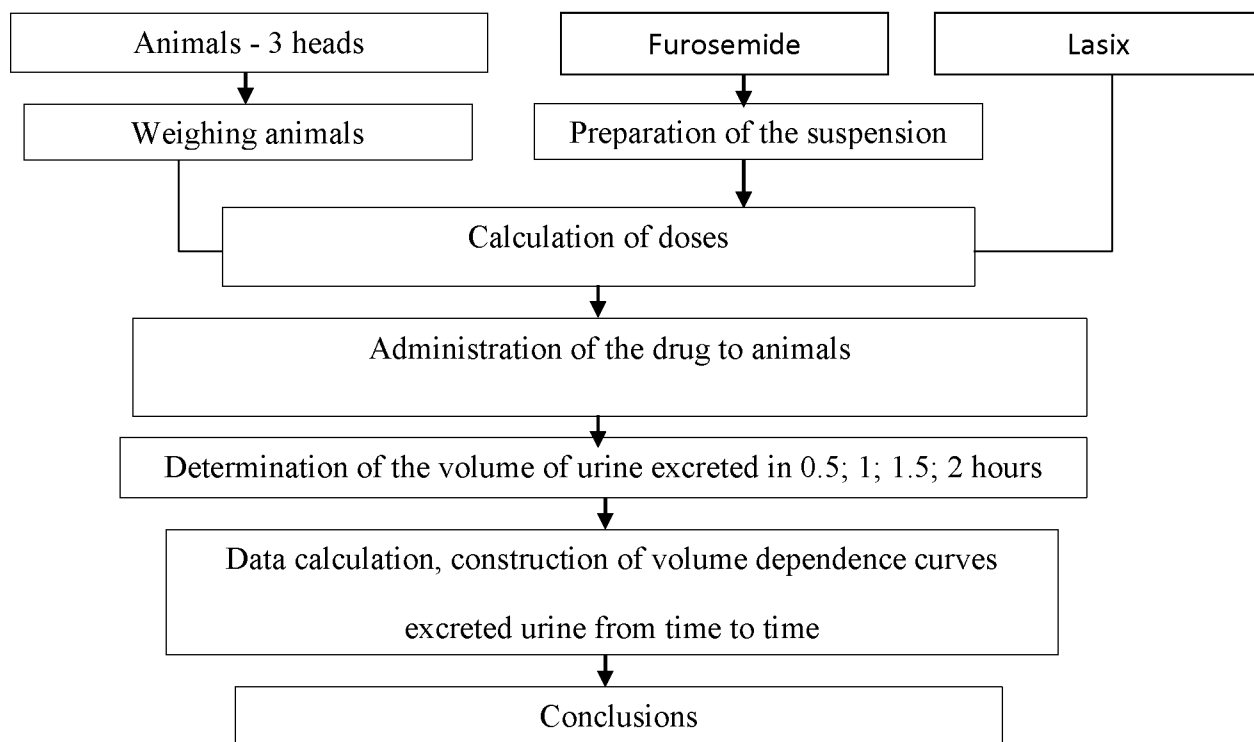 Animals - 3 heads
Furosemide
Lasix
Weighing animals
Preparation of the suspension
Calculation of doses
Administration of the drug to animals
Determination of the volume of urine excreted in 0.5; 1; 1.5; 2 hours
Data calculation, construction of volume dependence curves
excreted urine from time to time
Conclusions